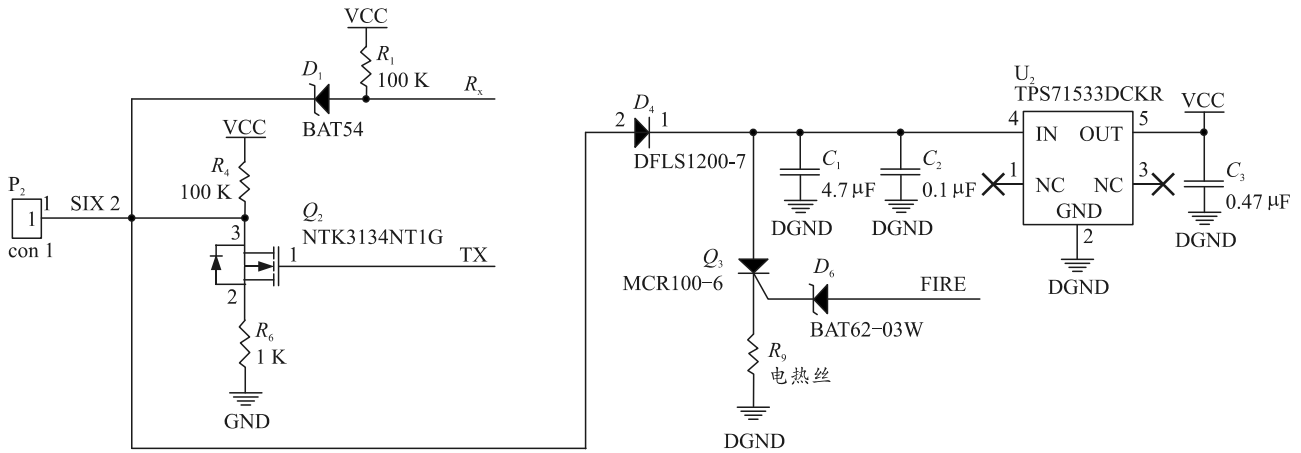 VCC
R₁
100 K
D₁
BAT54
Rₓ
VCC
R₄
100 K
P₂
1
1
con 1
SIX 2
Q₂
NTK3134NT1G
3
1
2
TX
R₆
1 K
GND
D₄
2
1
DFLS1200-7
C₁
4.7 μF
DGND
C₂
0.1 μF
DGND
U₂
TPS71533DCKR
4
IN
OUT
5
1
NC
NC
3
GND
2
DGND
VCC
C₃
0.47 μF
DGND
Q₃
MCR100-6
D₆
BAT62-03W
FIRE
R₉
电热丝
DGND